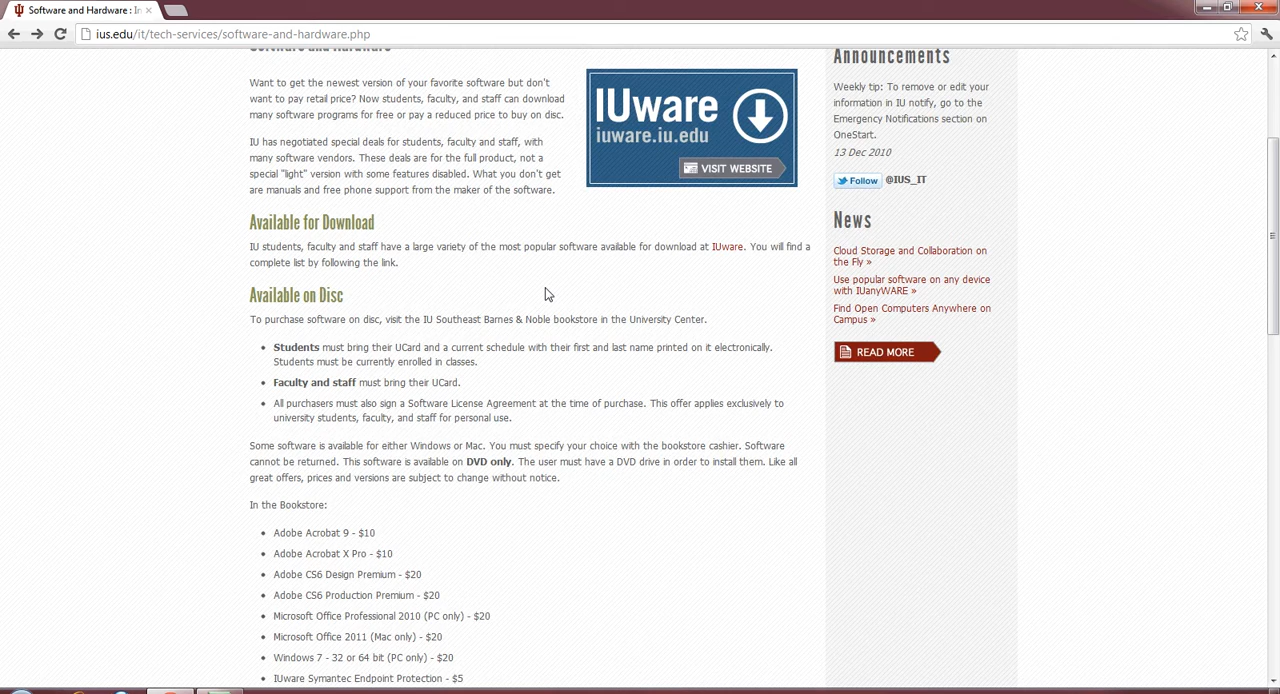 Software and Hardware : In
ius.edu/it/tech-services/software-and-hardware.php
Software and Hardware
Want to get the newest version of your favorite software but don't
want to pay retail price? Now students, faculty, and staff can download
many software programs for free or pay a reduced price to buy on disc.
IU has negotiated special deals for students, faculty and staff, with
many software vendors. These deals are for the full product, not a
special "light" version with some features disabled. What you don't get
are manuals and free phone support from the maker of the software.
IUware
iuware.iu.edu
VISIT WEBSITE
Available for Download
IU students, faculty and staff have a large variety of the most popular software available for download at IUware. You will find a
complete list by following the link.
Available on Disc
To purchase software on disc, visit the IU Southeast Barnes & Noble bookstore in the University Center.
• Students must bring their UCard and a current schedule with their first and last name printed on it electronically.
Students must be currently enrolled in classes.
• Faculty and staff must bring their UCard.
• All purchasers must also sign a Software License Agreement at the time of purchase. This offer applies exclusively to
university students, faculty, and staff for personal use.
Some software is available for either Windows or Mac. You must specify your choice with the bookstore cashier. Software
cannot be returned. This software is available on DVD only. The user must have a DVD drive in order to install them. Like all
great offers, prices and versions are subject to change without notice.
In the Bookstore:
• Adobe Acrobat 9 - $10
• Adobe Acrobat X Pro - $10
• Adobe CS6 Design Premium - $20
• Adobe CS6 Production Premium - $20
• Microsoft Office Professional 2010 (PC only) - $20
• Microsoft Office 2011 (Mac only) - $20
• Windows 7 - 32 or 64 bit (PC only) - $20
• IUware Symantec Endpoint Protection - $5
Announcements
Weekly tip: To remove or edit your
information in IU notify, go to the
Emergency Notifications section on
OneStart.
13 Dec 2010
Follow @IUS_IT
News
Cloud Storage and Collaboration on
the Fly »
Use popular software on any device
with IUanyWARE »
Find Open Computers Anywhere on
Campus »
READ MORE